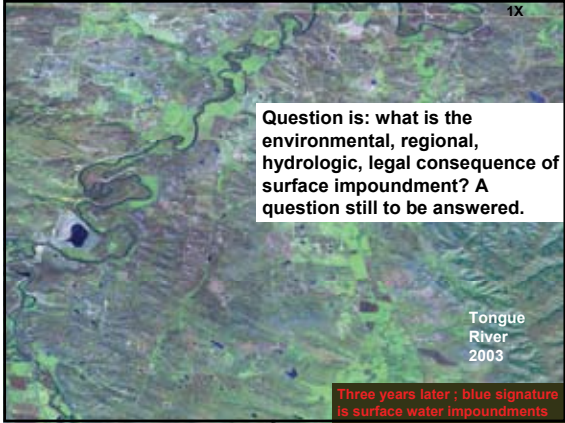 1X
Question is: what is the
environmental, regional,
hydrologic, legal consequence of
surface impoundment? A
question still to be answered.
Tongue
River
2003
Three years later ; blue signature
is surface water impoundments